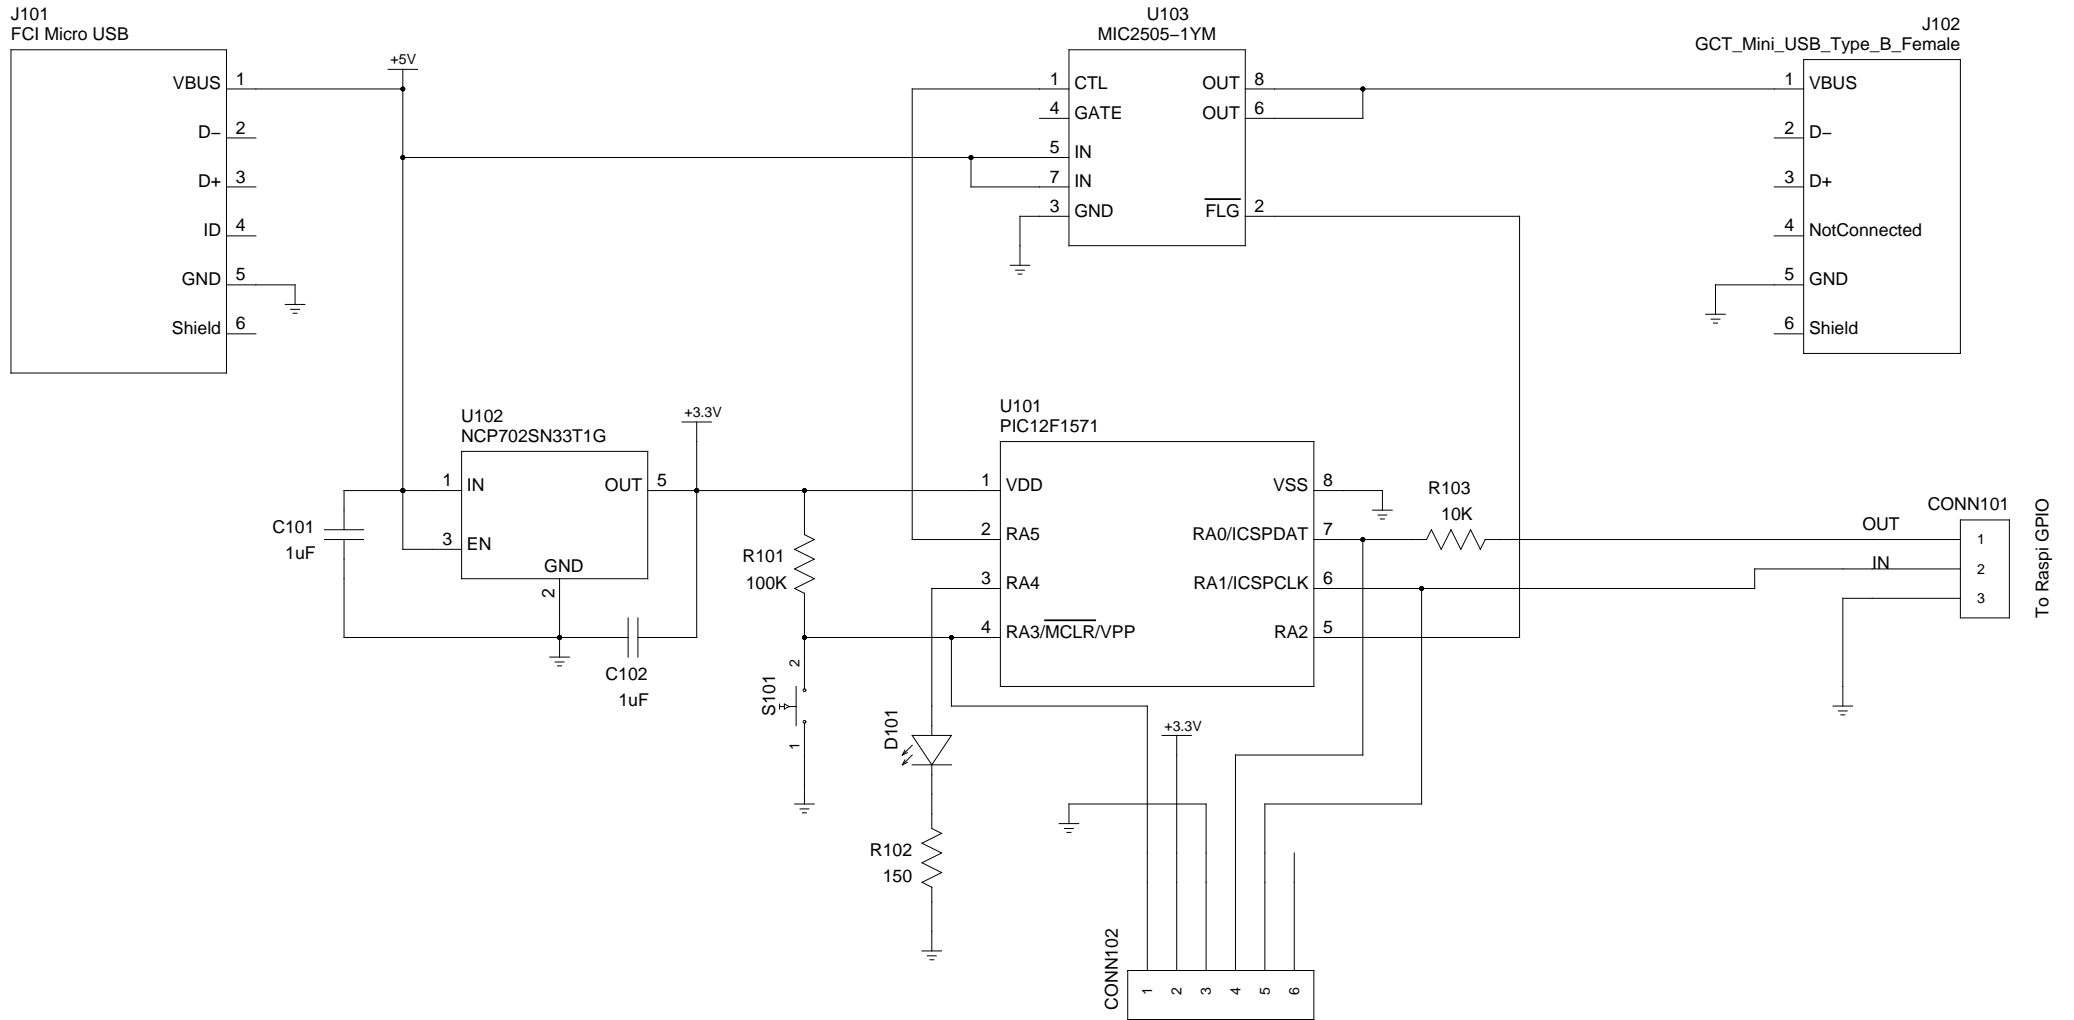 J101
FCI Micro USB
VBUS 1
D– 2
D+ 3
ID 4
GND 5
Shield 6
+5V
U103
MIC2505–1YM
1 CTL
4 GATE
5 IN
7 IN
3 GND
OUT 8
OUT 6
FLG 2
J102
GCT_Mini_USB_Type_B_Female
1 VBUS
2 D–
3 D+
4 NotConnected
5 GND
6 Shield
U102
NCP702SN33T1G
1 IN
3 EN
OUT 5
GND
2
C101
1uF
C102
1uF
+3.3V
R101
100K
S101
2
1
U101
PIC12F1571
1 VDD
2 RA5
3 RA4
4 RA3/MCLR/VPP
VSS 8
RA0/ICSPDAT 7
RA1/ICSPCLK 6
RA2 5
R103
10K
OUT
IN
CONN101
1
2
3
To Raspi GPIO
D101
R102
150
+3.3V
CONN102
1 2 3 4 5 6